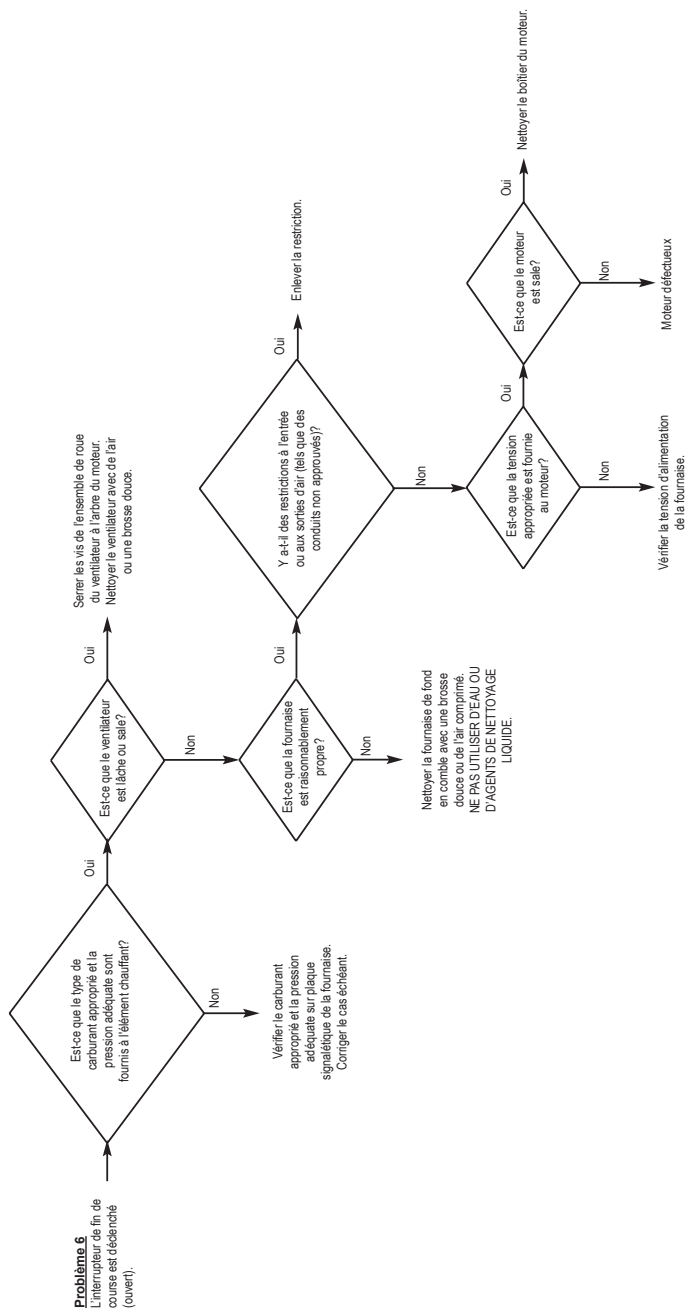 Problème 6
L'interrupteur de fin de
course est déclenché
(ouvert).
Est-ce que le type de
carburant approprié et la
pression adéquate sont
fournis à l'élément chauffant?
Non
Vérifier le carburant
approprié et la pression
adéquate sur plaque
signalétique de la fournaise.
Corriger le cas échéant.
Oui
Est-ce que le ventilateur
est lâche ou sale?
Oui
Serrer les vis de l'ensemble de roue
du ventilateur à l'arbre du moteur.
Nettoyer le ventilateur avec de l'air
ou une brosse douce.
Non
Est-ce que la fournaise
est raisonnablement
propre?
Non
Nettoyer la fournaise de fond
en comble avec une brosse
douce ou de l'air comprimé.
NE PAS UTILISER D'EAU OU
D'AGENTS DE NETTOYAGE
LIQUIDE.
Oui
Y a-t-il des restrictions à l'entrée
ou aux sorties d'air (tels que des
conduits non approuvés)?
Oui
Enlever la restriction.
Non
Est-ce que la tension
appropriée est fournie
au moteur?
Non
Vérifier la tension d'alimentation
de la fournaise.
Oui
Est-ce que le moteur
est sale?
Oui
Nettoyer le boîtier du moteur.
Non
Moteur défectueux